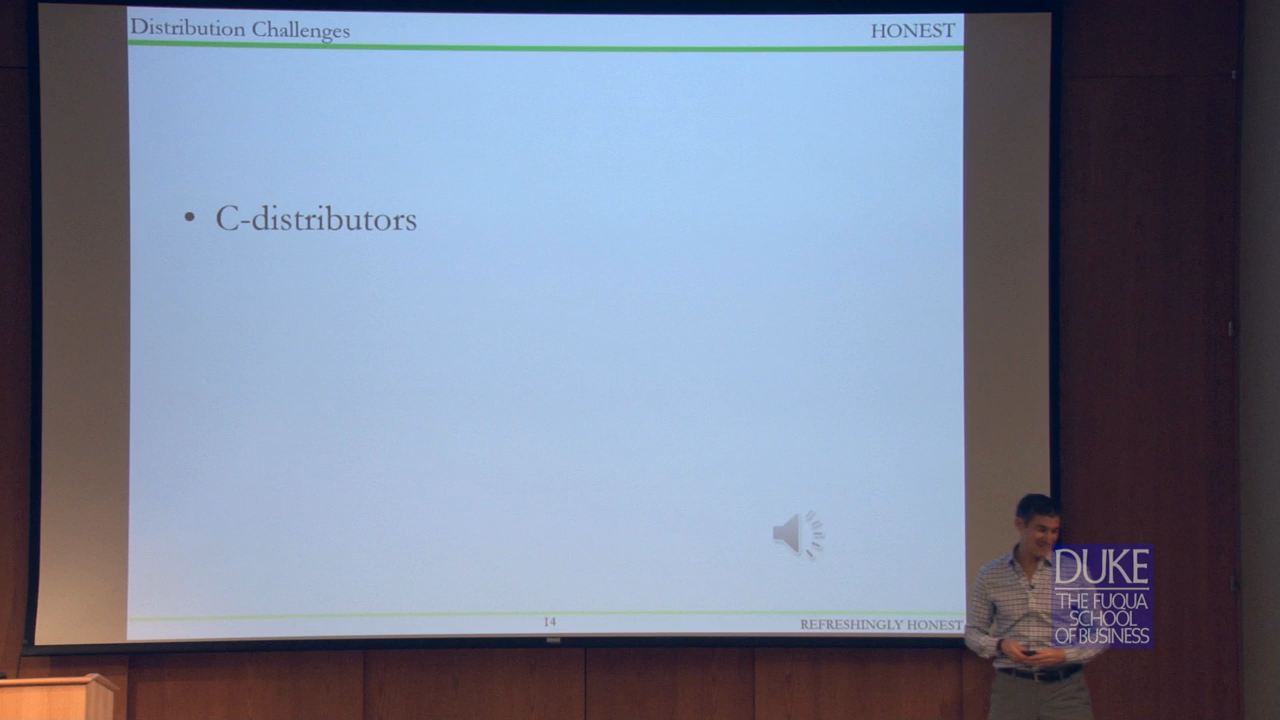 Distribution Challenges
HONEST
• C-distributors
14
REFRESHINGLY HONEST
DUKE
THE FUQUA
SCHOOL
OF BUSINESS